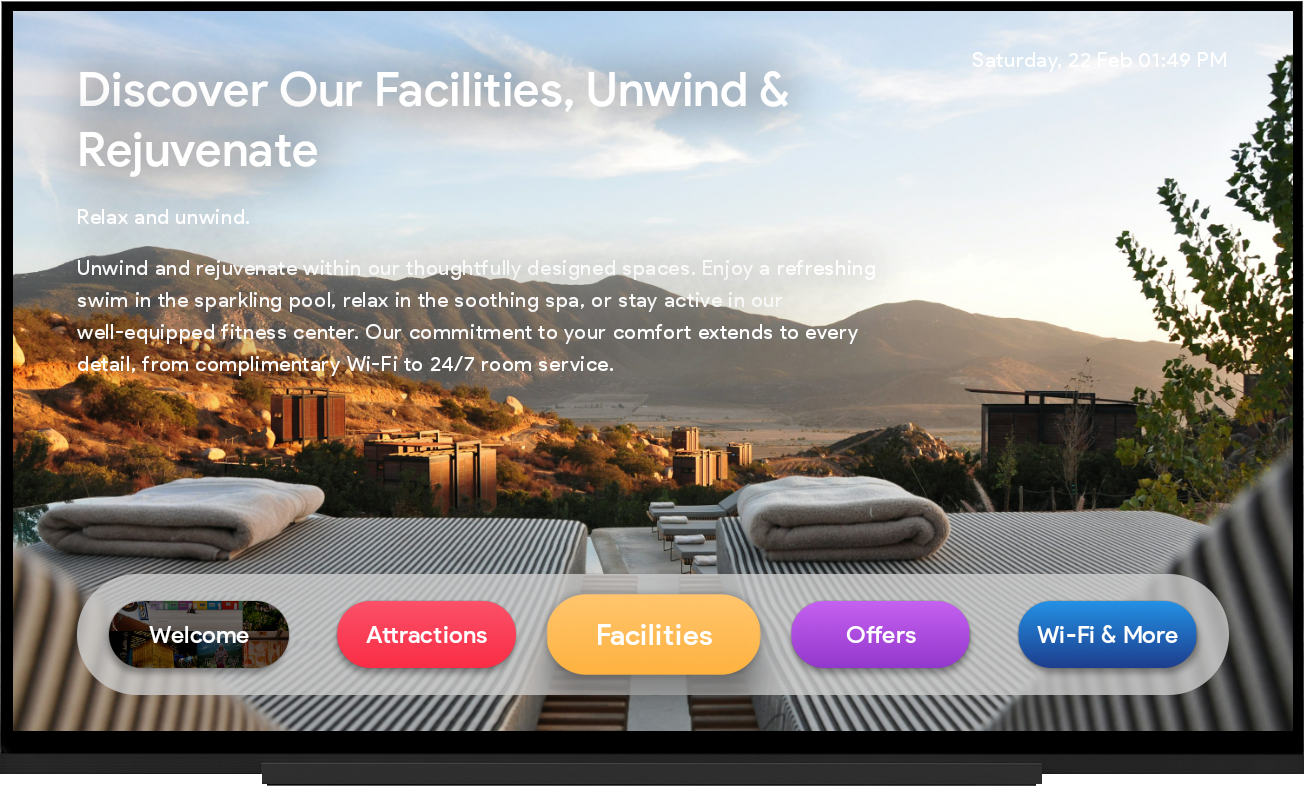 Saturday, 22 Feb 01:49 PM
Discover Our Facilities, Unwind &
Rejuvenate
Relax and unwind.
Unwind and rejuvenate within our thoughtfully designed spaces. Enjoy a refreshing
swim in the sparkling pool, relax in the soothing spa, or stay active in our
well-equipped fitness center. Our commitment to your comfort extends to every
detail, from complimentary Wi-Fi to 24/7 room service.
Welcome
Attractions
Facilities
Offers
Wi-Fi & More